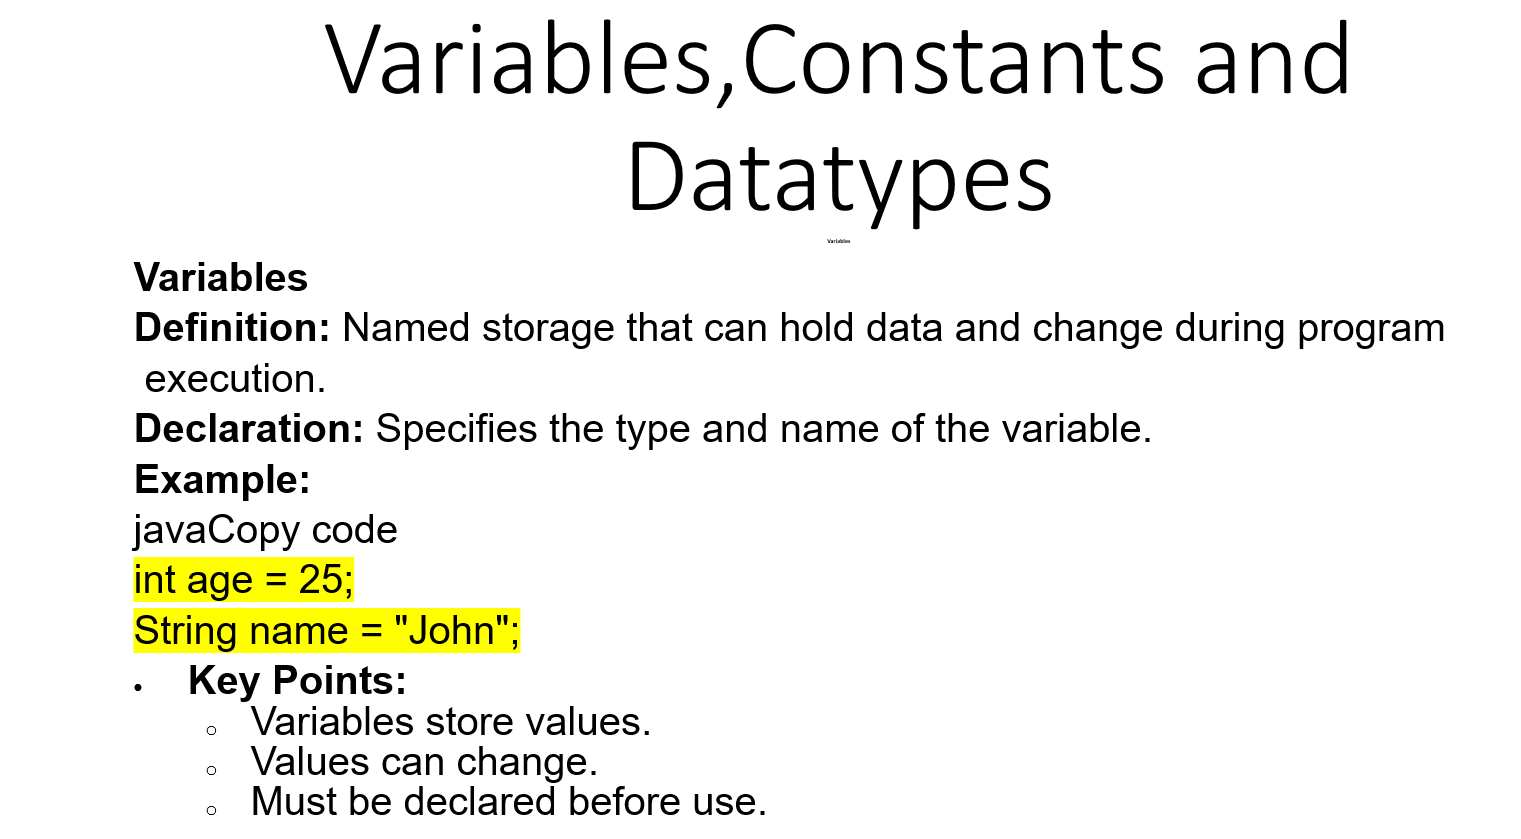 Variables,Constants and
Datatypes
Variables
Variables
Definition: Named storage that can hold data and change during program
execution.
Declaration: Specifies the type and name of the variable.
Example:
javaCopy code
int age = 25;
String name = "John";
• Key Points:
○ Variables store values.
○ Values can change.
○ Must be declared before use.